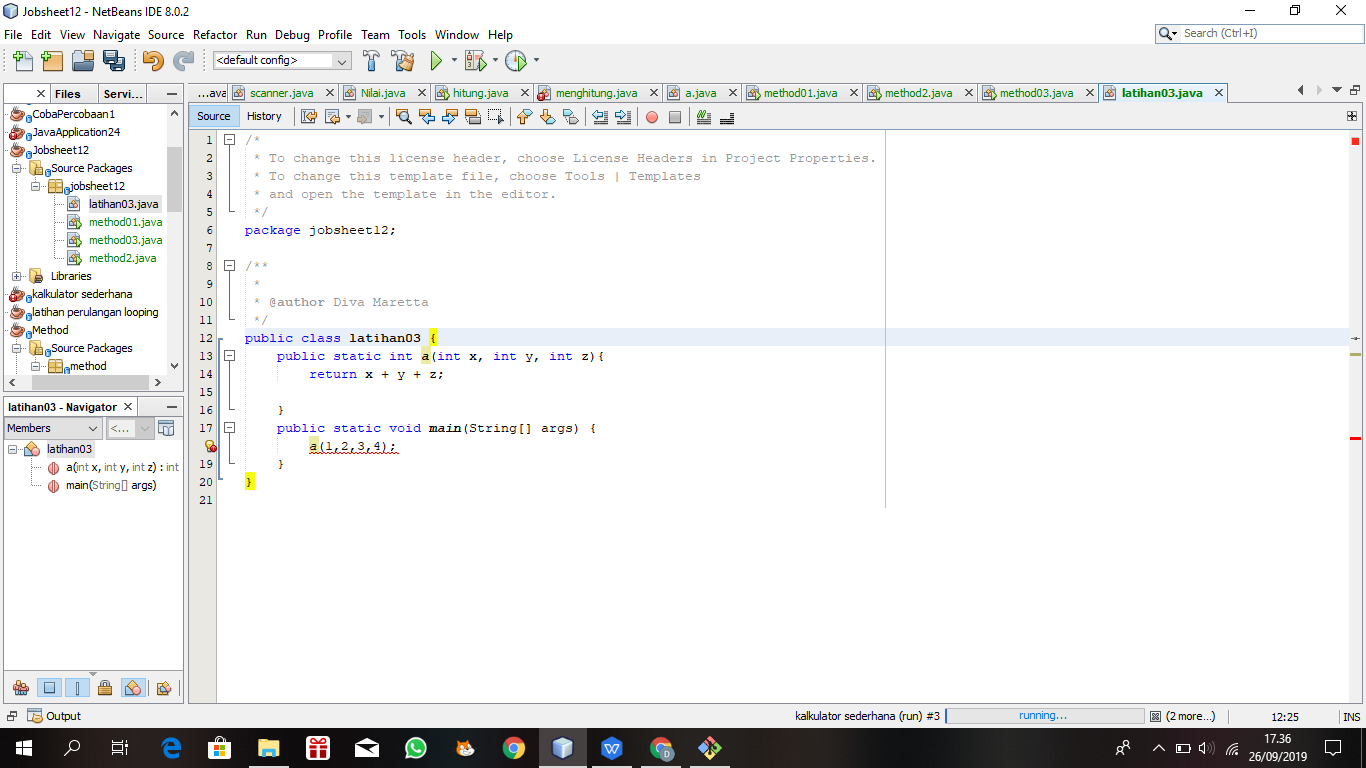 Jobsheet12 - NetBeans IDE 8.0.2
File Edit View Navigate Source Refactor Run Debug Profile Team Tools Window Help
Search (Ctrl+I)
<default config>
Files Servi...
...ava scanner.java Nilai.java hitung.java menghitung.java a.java method01.java method2.java method03.java latihan03.java
Source History
CobaPercobaan1
JavaApplication24
Jobsheet12
Source Packages
jobsheet12
latihan03.java
method01.java
method03.java
method2.java
Libraries
kalkulator sederhana
latihan perulangan looping
Method
Source Packages
method
latihan03 - Navigator
Members <...
latihan03
a(int x, int y, int z) : int
main(String[] args)
1 /*
2 * To change this license header, choose License Headers in Project Properties.
3 * To change this template file, choose Tools | Templates
4 * and open the template in the editor.
5 */
6 package jobsheet12;
7
8 /**
9 *
10 * @author Diva Maretta
11 */
12 public class latihan03 {
13 public static int a(int x, int y, int z){
14 return x + y + z;
15
16 }
17 public static void main(String[] args) {
a(1,2,3,4);
19 }
20 }
21
Output
kalkulator sederhana (run) #3 running... (2 more...) 12:25 INS
17.36
26/09/2019